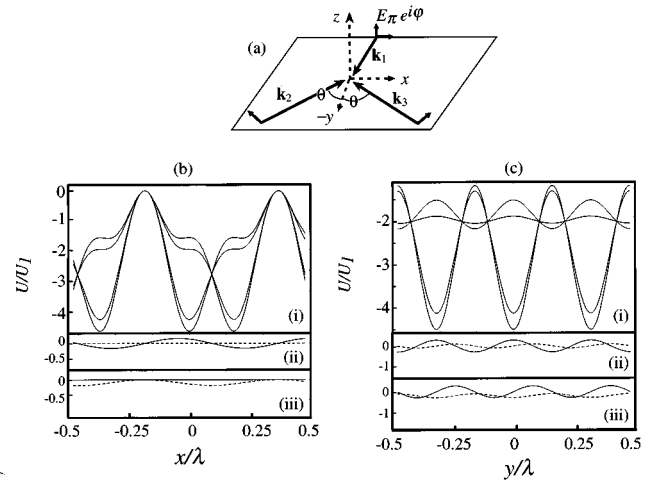 (a)
z
E_π e^{iφ}
k₁
x
k₂
θ
θ
k₃
−y
(b)
(c)
U/U₁
0
-1
-2
-3
-4
(i)
0
-0.5
(ii)
0
-0.5
(iii)
-0.5
-0.25
0
0.25
0.5
x/λ
U/U₁
-2
-3
-4
(i)
0
-1
(ii)
0
-1
(iii)
-0.5
-0.25
0
0.25
0.5
y/λ